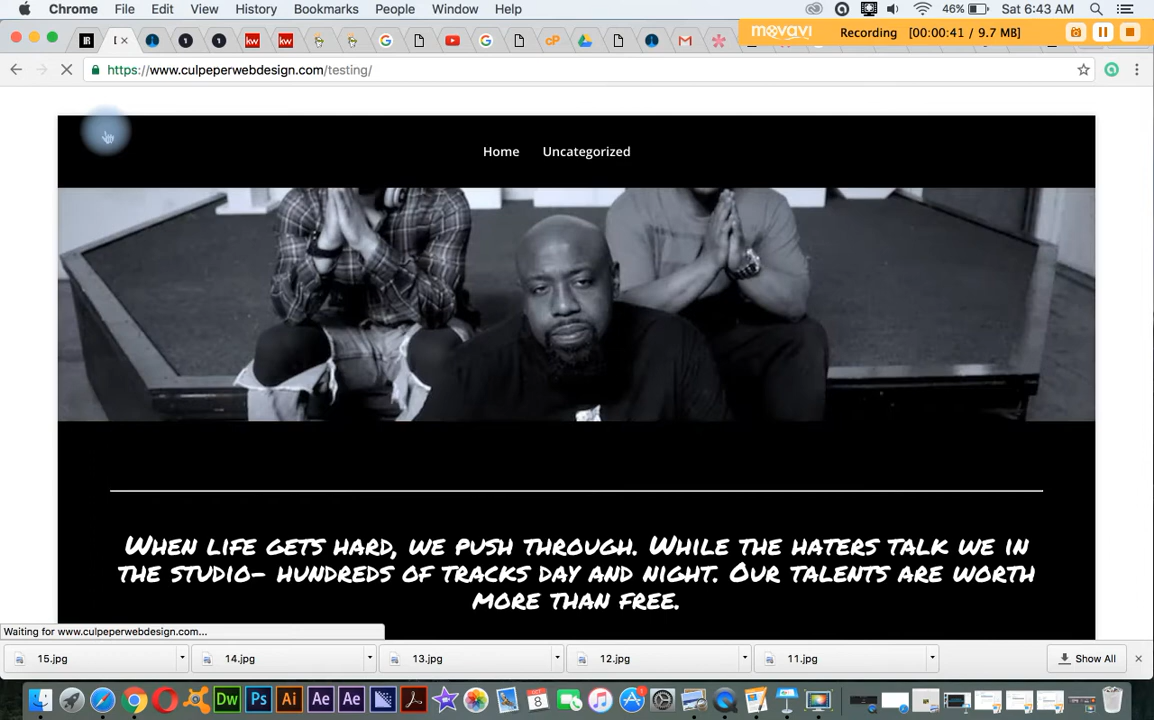 Chrome File Edit View History Bookmarks People Window Help 46% Sat 6:43 AM
movavi Recording [00:00:41 / 9.7 MB]
https://www.culpeperwebdesign.com/testing/
Home Uncategorized
When life gets hard, we push through. While the haters talk we in
the studio- hundreds of tracks day and night. Our talents are worth
more than free.
Waiting for www.culpeperwebdesign.com...
15.jpg 14.jpg 13.jpg 12.jpg 11.jpg Show All
Dw Ps Ai Ae Ae 8